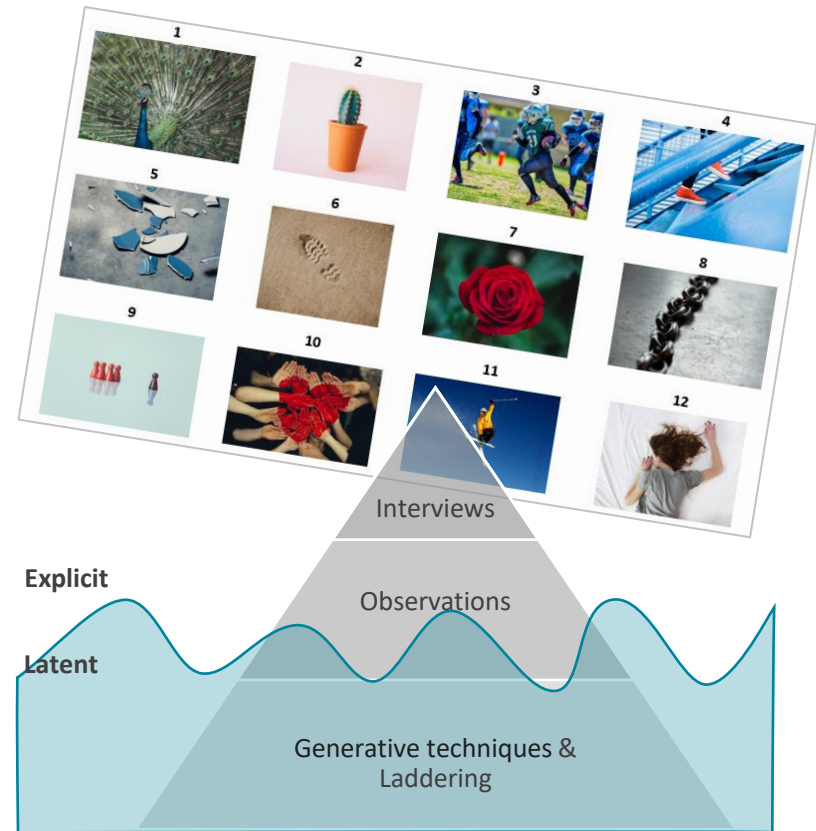 1
2
3
4
5
6
7
8
9
10
11
12
Interviews
Explicit
Observations
Latent
Generative techniques &
Laddering